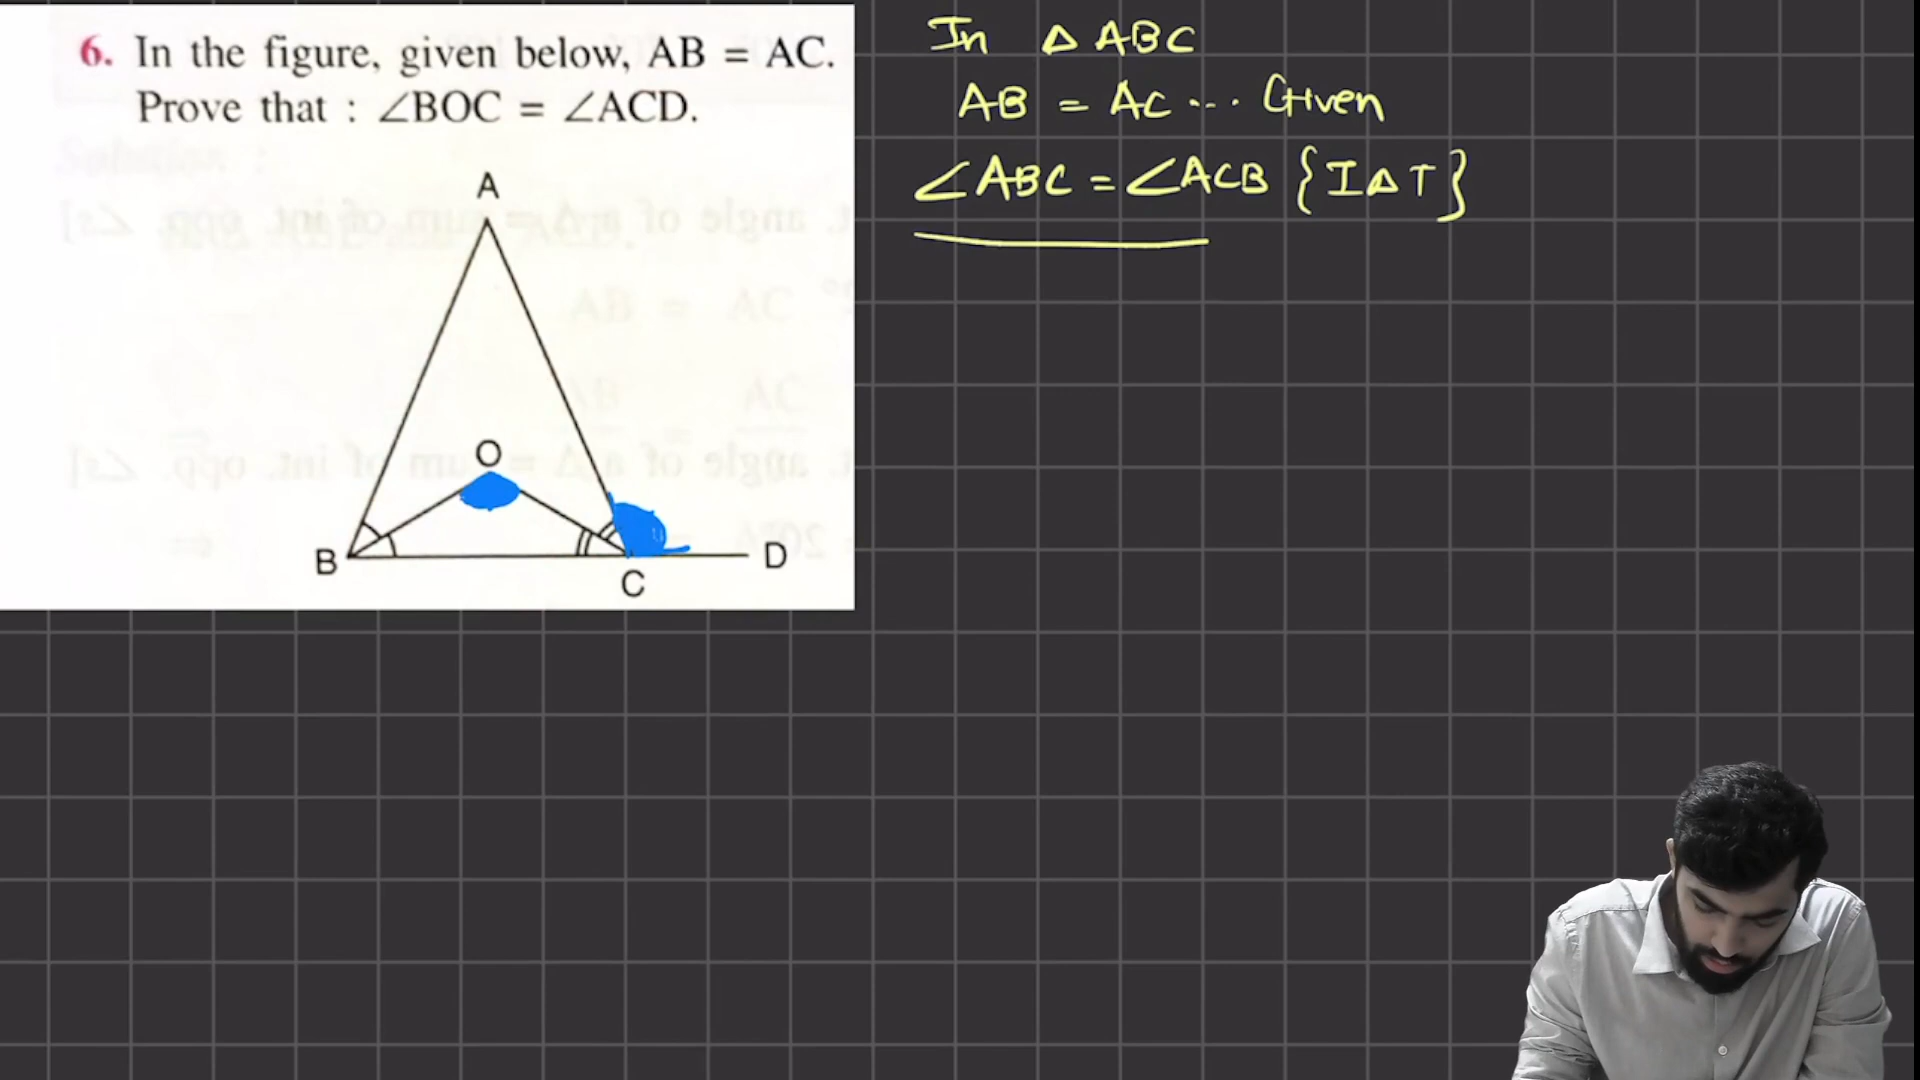 6. In the figure, given below, AB = AC.
Prove that : ∠BOC = ∠ACD.
A
O
B
C
D
In △ ABC
AB = AC ... Given
∠ABC = ∠ACB {I△T}